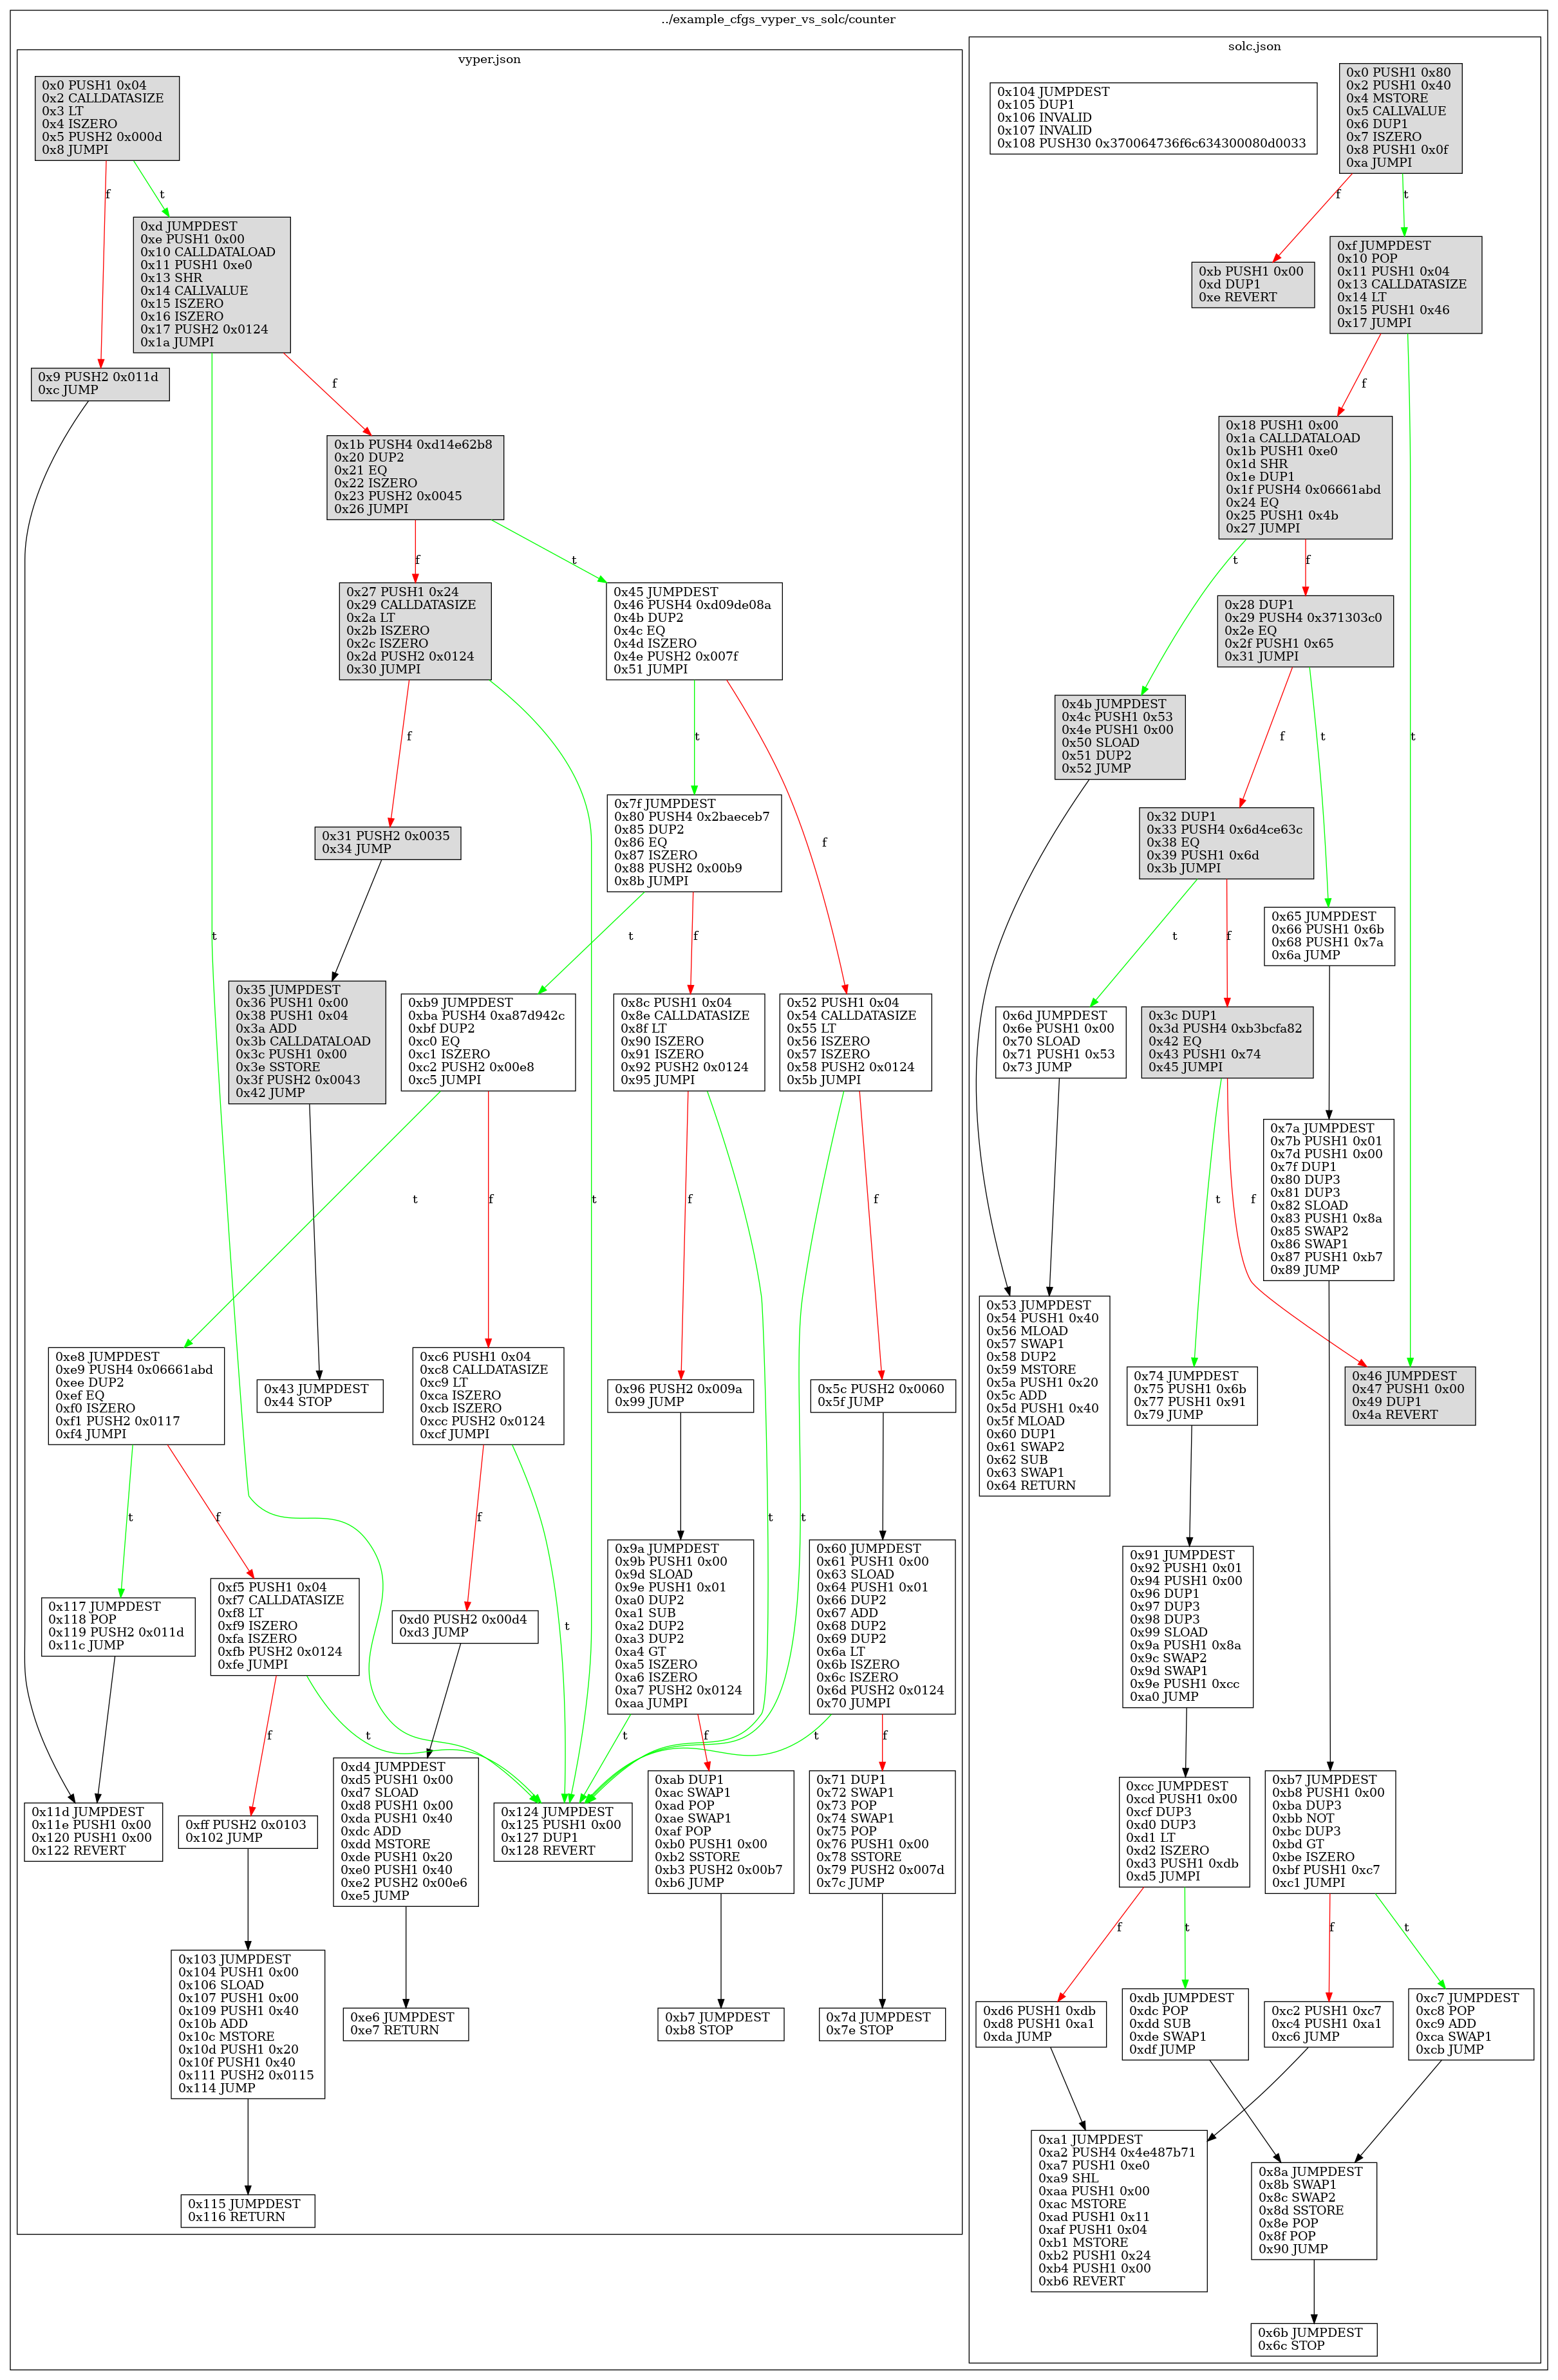 ../example_cfgs_vyper_vs_solc/counter
vyper.json
0x0 PUSH1 0x04
0x2 CALLDATASIZE
0x3 LT
0x4 ISZERO
0x5 PUSH2 0x000d
0x8 JUMPI
f
t
0xd JUMPDEST
0xe PUSH1 0x00
0x10 CALLDATALOAD
0x11 PUSH1 0xe0
0x13 SHR
0x14 CALLVALUE
0x15 ISZERO
0x16 ISZERO
0x17 PUSH2 0x0124
0x1a JUMPI
0x9 PUSH2 0x011d
0xc JUMP
f
t
0x1b PUSH4 0xd14e62b8
0x20 DUP2
0x21 EQ
0x22 ISZERO
0x23 PUSH2 0x0045
0x26 JUMPI
f
t
0x27 PUSH1 0x24
0x29 CALLDATASIZE
0x2a LT
0x2b ISZERO
0x2c ISZERO
0x2d PUSH2 0x0124
0x30 JUMPI
0x45 JUMPDEST
0x46 PUSH4 0xd09de08a
0x4b DUP2
0x4c EQ
0x4d ISZERO
0x4e PUSH2 0x007f
0x51 JUMPI
f
t
t
f
0x31 PUSH2 0x0035
0x34 JUMP
0x7f JUMPDEST
0x80 PUSH4 0x2baeceb7
0x85 DUP2
0x86 EQ
0x87 ISZERO
0x88 PUSH2 0x00b9
0x8b JUMPI
t
f
0x35 JUMPDEST
0x36 PUSH1 0x00
0x38 PUSH1 0x04
0x3a ADD
0x3b CALLDATALOAD
0x3c PUSH1 0x00
0x3e SSTORE
0x3f PUSH2 0x0043
0x42 JUMP
0xb9 JUMPDEST
0xba PUSH4 0xa87d942c
0xbf DUP2
0xc0 EQ
0xc1 ISZERO
0xc2 PUSH2 0x00e8
0xc5 JUMPI
0x8c PUSH1 0x04
0x8e CALLDATASIZE
0x8f LT
0x90 ISZERO
0x91 ISZERO
0x92 PUSH2 0x0124
0x95 JUMPI
0x52 PUSH1 0x04
0x54 CALLDATASIZE
0x55 LT
0x56 ISZERO
0x57 ISZERO
0x58 PUSH2 0x0124
0x5b JUMPI
t
f
f
t
f
t
0xe8 JUMPDEST
0xe9 PUSH4 0x06661abd
0xee DUP2
0xef EQ
0xf0 ISZERO
0xf1 PUSH2 0x0117
0xf4 JUMPI
0x43 JUMPDEST
0x44 STOP
0xc6 PUSH1 0x04
0xc8 CALLDATASIZE
0xc9 LT
0xca ISZERO
0xcb ISZERO
0xcc PUSH2 0x0124
0xcf JUMPI
0x96 PUSH2 0x009a
0x99 JUMP
0x5c PUSH2 0x0060
0x5f JUMP
t
f
f
t
0x117 JUMPDEST
0x118 POP
0x119 PUSH2 0x011d
0x11c JUMP
0xf5 PUSH1 0x04
0xf7 CALLDATASIZE
0xf8 LT
0xf9 ISZERO
0xfa ISZERO
0xfb PUSH2 0x0124
0xfe JUMPI
0xd0 PUSH2 0x00d4
0xd3 JUMP
0x9a JUMPDEST
0x9b PUSH1 0x00
0x9d SLOAD
0x9e PUSH1 0x01
0xa0 DUP2
0xa1 SUB
0xa2 DUP2
0xa3 DUP2
0xa4 GT
0xa5 ISZERO
0xa6 ISZERO
0xa7 PUSH2 0x0124
0xaa JUMPI
0x60 JUMPDEST
0x61 PUSH1 0x00
0x63 SLOAD
0x64 PUSH1 0x01
0x66 DUP2
0x67 ADD
0x68 DUP2
0x69 DUP2
0x6a LT
0x6b ISZERO
0x6c ISZERO
0x6d PUSH2 0x0124
0x70 JUMPI
f
t
t
f
t
f
0x11d JUMPDEST
0x11e PUSH1 0x00
0x120 PUSH1 0x00
0x122 REVERT
0xff PUSH2 0x0103
0x102 JUMP
0xd4 JUMPDEST
0xd5 PUSH1 0x00
0xd7 SLOAD
0xd8 PUSH1 0x00
0xda PUSH1 0x40
0xdc ADD
0xdd MSTORE
0xde PUSH1 0x20
0xe0 PUSH1 0x40
0xe2 PUSH2 0x00e6
0xe5 JUMP
0x124 JUMPDEST
0x125 PUSH1 0x00
0x127 DUP1
0x128 REVERT
0xab DUP1
0xac SWAP1
0xad POP
0xae SWAP1
0xaf POP
0xb0 PUSH1 0x00
0xb2 SSTORE
0xb3 PUSH2 0x00b7
0xb6 JUMP
0x71 DUP1
0x72 SWAP1
0x73 POP
0x74 SWAP1
0x75 POP
0x76 PUSH1 0x00
0x78 SSTORE
0x79 PUSH2 0x007d
0x7c JUMP
0x103 JUMPDEST
0x104 PUSH1 0x00
0x106 SLOAD
0x107 PUSH1 0x00
0x109 PUSH1 0x40
0x10b ADD
0x10c MSTORE
0x10d PUSH1 0x20
0x10f PUSH1 0x40
0x111 PUSH2 0x0115
0x114 JUMP
0xe6 JUMPDEST
0xe7 RETURN
0xb7 JUMPDEST
0xb8 STOP
0x7d JUMPDEST
0x7e STOP
0x115 JUMPDEST
0x116 RETURN
solc.json
0x104 JUMPDEST
0x105 DUP1
0x106 INVALID
0x107 INVALID
0x108 PUSH30 0x370064736f6c634300080d0033
0x0 PUSH1 0x80
0x2 PUSH1 0x40
0x4 MSTORE
0x5 CALLVALUE
0x6 DUP1
0x7 ISZERO
0x8 PUSH1 0x0f
0xa JUMPI
f
t
0xb PUSH1 0x00
0xd DUP1
0xe REVERT
0xf JUMPDEST
0x10 POP
0x11 PUSH1 0x04
0x13 CALLDATASIZE
0x14 LT
0x15 PUSH1 0x46
0x17 JUMPI
f
t
0x18 PUSH1 0x00
0x1a CALLDATALOAD
0x1b PUSH1 0xe0
0x1d SHR
0x1e DUP1
0x1f PUSH4 0x06661abd
0x24 EQ
0x25 PUSH1 0x4b
0x27 JUMPI
t
f
0x28 DUP1
0x29 PUSH4 0x371303c0
0x2e EQ
0x2f PUSH1 0x65
0x31 JUMPI
0x4b JUMPDEST
0x4c PUSH1 0x53
0x4e PUSH1 0x00
0x50 SLOAD
0x51 DUP2
0x52 JUMP
f
t
0x32 DUP1
0x33 PUSH4 0x6d4ce63c
0x38 EQ
0x39 PUSH1 0x6d
0x3b JUMPI
0x65 JUMPDEST
0x66 PUSH1 0x6b
0x68 PUSH1 0x7a
0x6a JUMP
t
f
0x6d JUMPDEST
0x6e PUSH1 0x00
0x70 SLOAD
0x71 PUSH1 0x53
0x73 JUMP
0x3c DUP1
0x3d PUSH4 0xb3bcfa82
0x42 EQ
0x43 PUSH1 0x74
0x45 JUMPI
t
f
0x7a JUMPDEST
0x7b PUSH1 0x01
0x7d PUSH1 0x00
0x7f DUP1
0x80 DUP3
0x81 DUP3
0x82 SLOAD
0x83 PUSH1 0x8a
0x85 SWAP2
0x86 SWAP1
0x87 PUSH1 0xb7
0x89 JUMP
0x53 JUMPDEST
0x54 PUSH1 0x40
0x56 MLOAD
0x57 SWAP1
0x58 DUP2
0x59 MSTORE
0x5a PUSH1 0x20
0x5c ADD
0x5d PUSH1 0x40
0x5f MLOAD
0x60 DUP1
0x61 SWAP2
0x62 SUB
0x63 SWAP1
0x64 RETURN
0x74 JUMPDEST
0x75 PUSH1 0x6b
0x77 PUSH1 0x91
0x79 JUMP
0x46 JUMPDEST
0x47 PUSH1 0x00
0x49 DUP1
0x4a REVERT
0x91 JUMPDEST
0x92 PUSH1 0x01
0x94 PUSH1 0x00
0x96 DUP1
0x97 DUP3
0x98 DUP3
0x99 SLOAD
0x9a PUSH1 0x8a
0x9c SWAP2
0x9d SWAP1
0x9e PUSH1 0xcc
0xa0 JUMP
0xcc JUMPDEST
0xcd PUSH1 0x00
0xcf DUP3
0xd0 DUP3
0xd1 LT
0xd2 ISZERO
0xd3 PUSH1 0xdb
0xd5 JUMPI
0xb7 JUMPDEST
0xb8 PUSH1 0x00
0xba DUP3
0xbb NOT
0xbc DUP3
0xbd GT
0xbe ISZERO
0xbf PUSH1 0xc7
0xc1 JUMPI
f
t
f
t
0xd6 PUSH1 0xdb
0xd8 PUSH1 0xa1
0xda JUMP
0xdb JUMPDEST
0xdc POP
0xdd SUB
0xde SWAP1
0xdf JUMP
0xc2 PUSH1 0xc7
0xc4 PUSH1 0xa1
0xc6 JUMP
0xc7 JUMPDEST
0xc8 POP
0xc9 ADD
0xca SWAP1
0xcb JUMP
0xa1 JUMPDEST
0xa2 PUSH4 0x4e487b71
0xa7 PUSH1 0xe0
0xa9 SHL
0xaa PUSH1 0x00
0xac MSTORE
0xad PUSH1 0x11
0xaf PUSH1 0x04
0xb1 MSTORE
0xb2 PUSH1 0x24
0xb4 PUSH1 0x00
0xb6 REVERT
0x8a JUMPDEST
0x8b SWAP1
0x8c SWAP2
0x8d SSTORE
0x8e POP
0x8f POP
0x90 JUMP
0x6b JUMPDEST
0x6c STOP